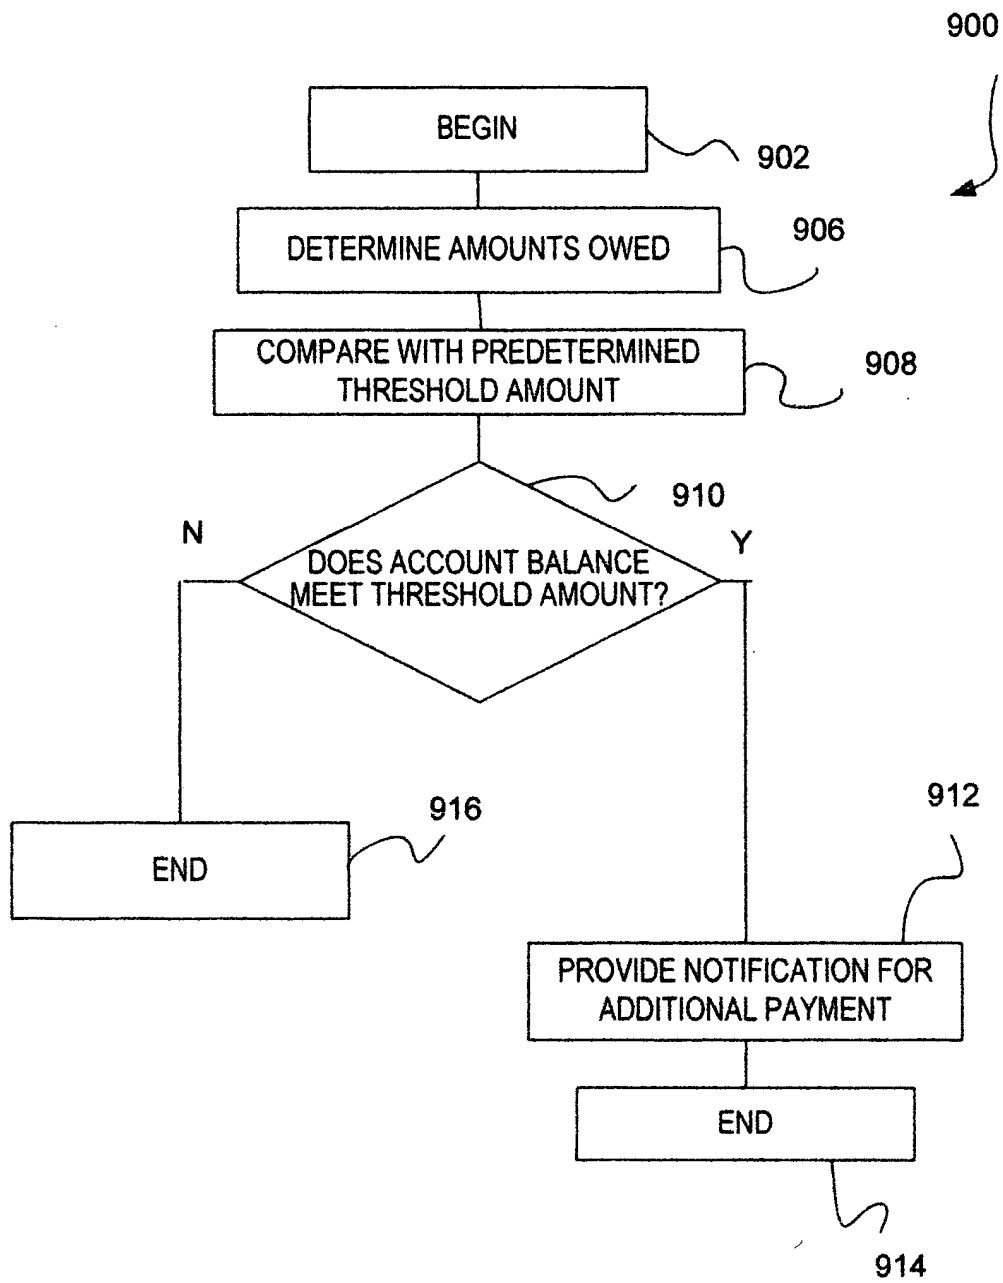 900
BEGIN
902
DETERMINE AMOUNTS OWED
906
COMPARE WITH PREDETERMINED
THRESHOLD AMOUNT
908
910
N
Y
DOES ACCOUNT BALANCE
MEET THRESHOLD AMOUNT?
916
END
912
PROVIDE NOTIFICATION FOR
ADDITIONAL PAYMENT
END
914